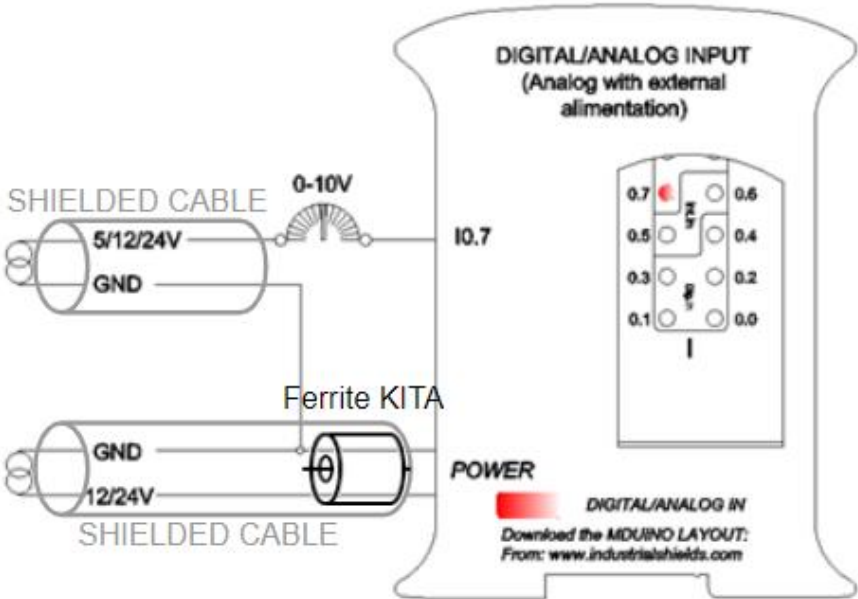 DIGITAL/ANALOG INPUT
(Analog with external
alimentation)
0-10V
SHIELDED CABLE
5/12/24V
I0.7
GND
0.7
0.6
0.5
0.4
0.3
0.2
0.1
0.0
I
Ferrite KITA
GND
POWER
12/24V
SHIELDED CABLE
DIGITAL/ANALOG IN
Download the MDUINO LAYOUT:
From: www.industrialshields.com